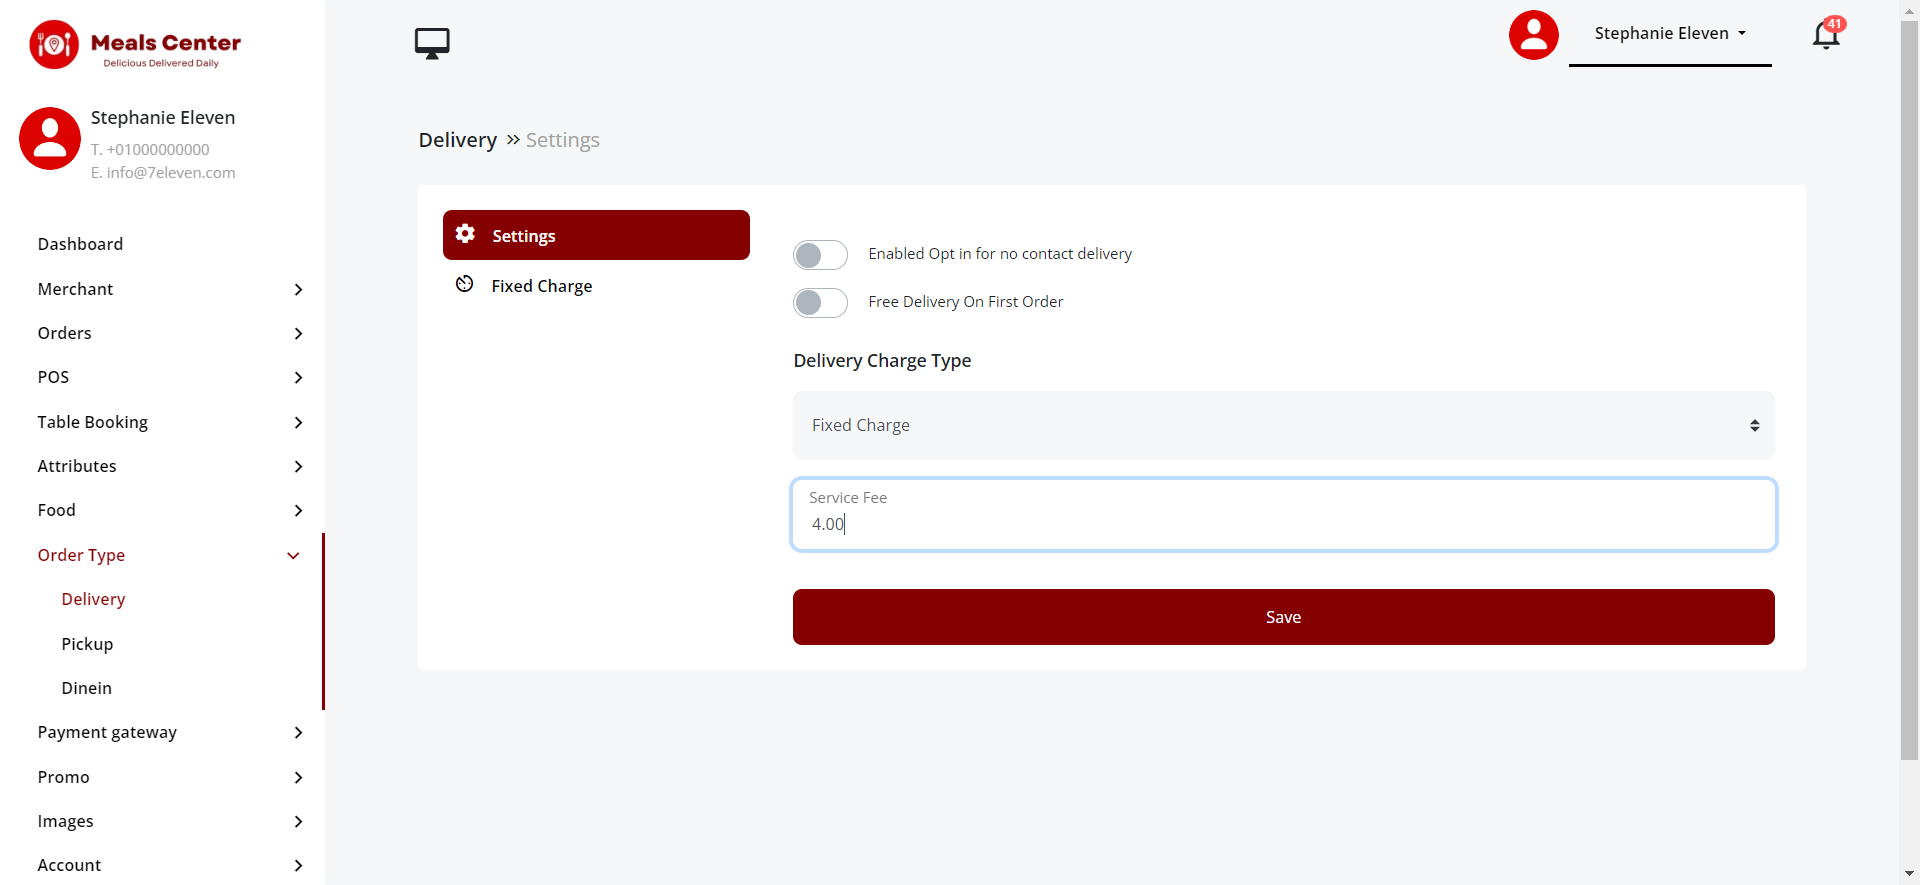 Meals Center
Delicious Delivered Daily
Stephanie Eleven
T. +01000000000
E. info@7eleven.com
Dashboard
Merchant
Orders
POS
Table Booking
Attributes
Food
Order Type
Delivery
Pickup
Dinein
Payment gateway
Promo
Images
Account
Stephanie Eleven
41
Delivery » Settings
Settings
Fixed Charge
Enabled Opt in for no contact delivery
Free Delivery On First Order
Delivery Charge Type
Fixed Charge
Service Fee
4.00
Save